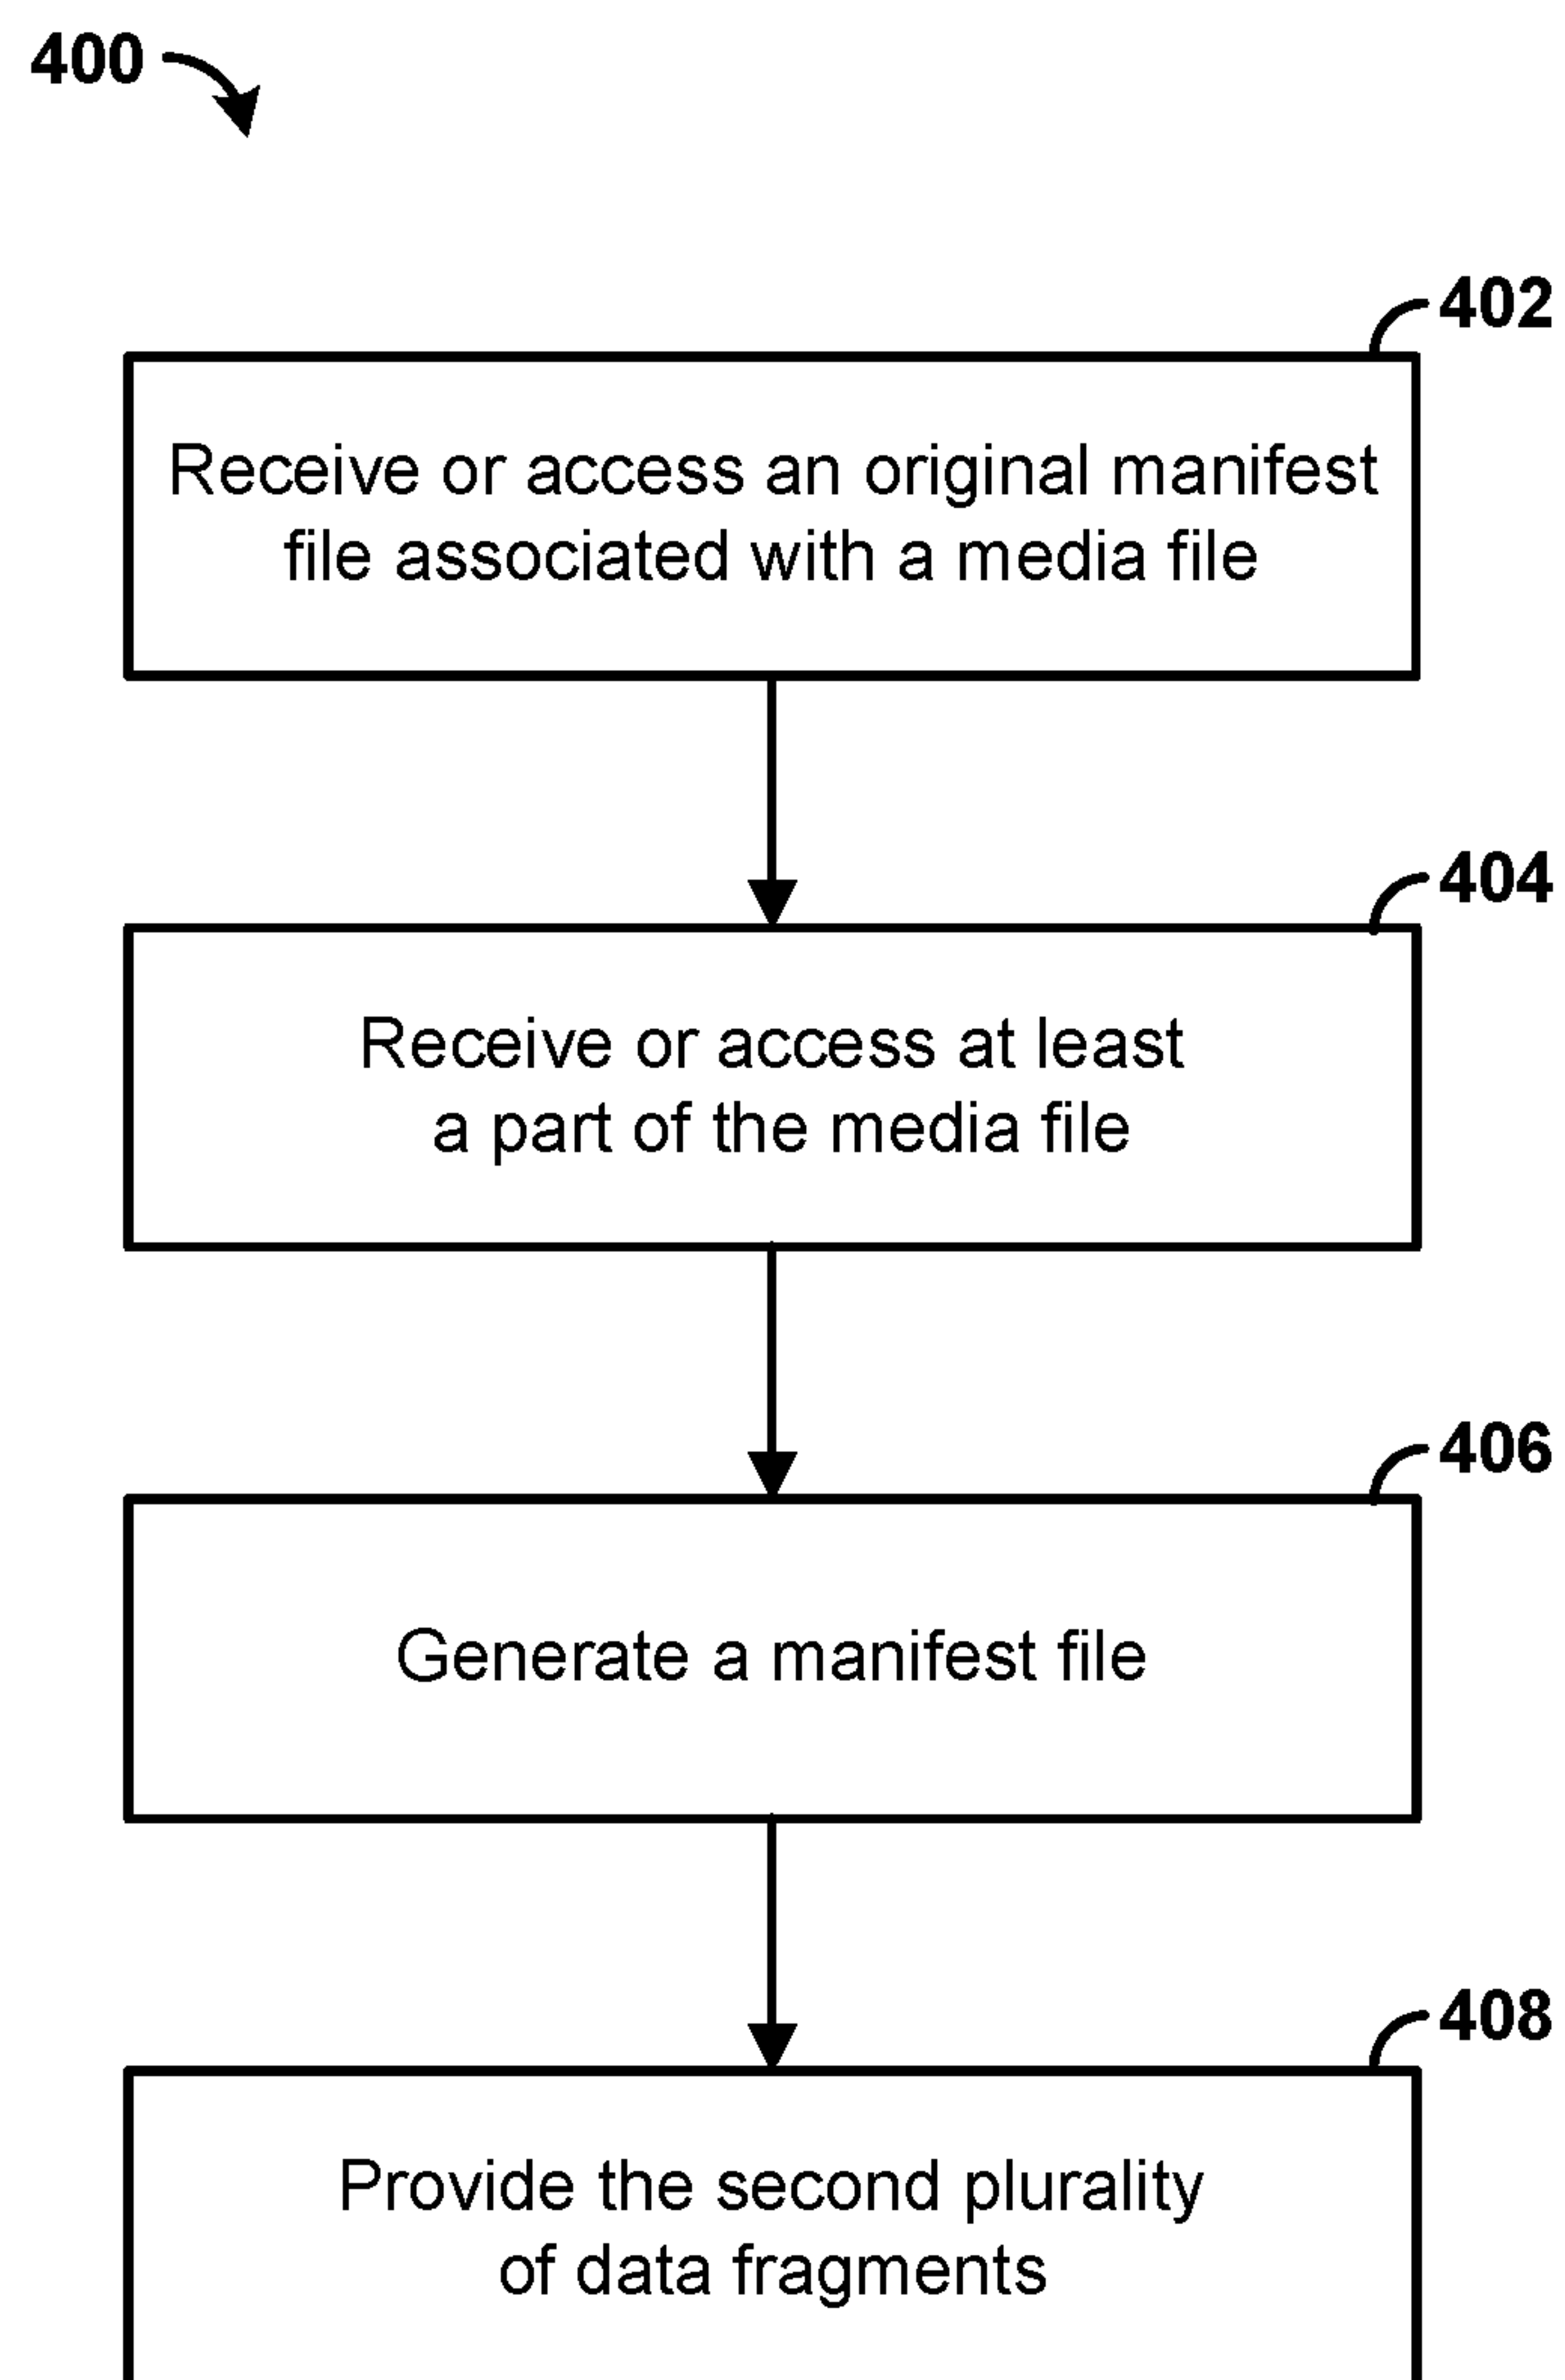 400
402
Receive or access an original manifest
file associated with a media file
404
Receive or access at least
a part of the media file
406
Generate a manifest file
408
Provide the second plurality
of data fragments